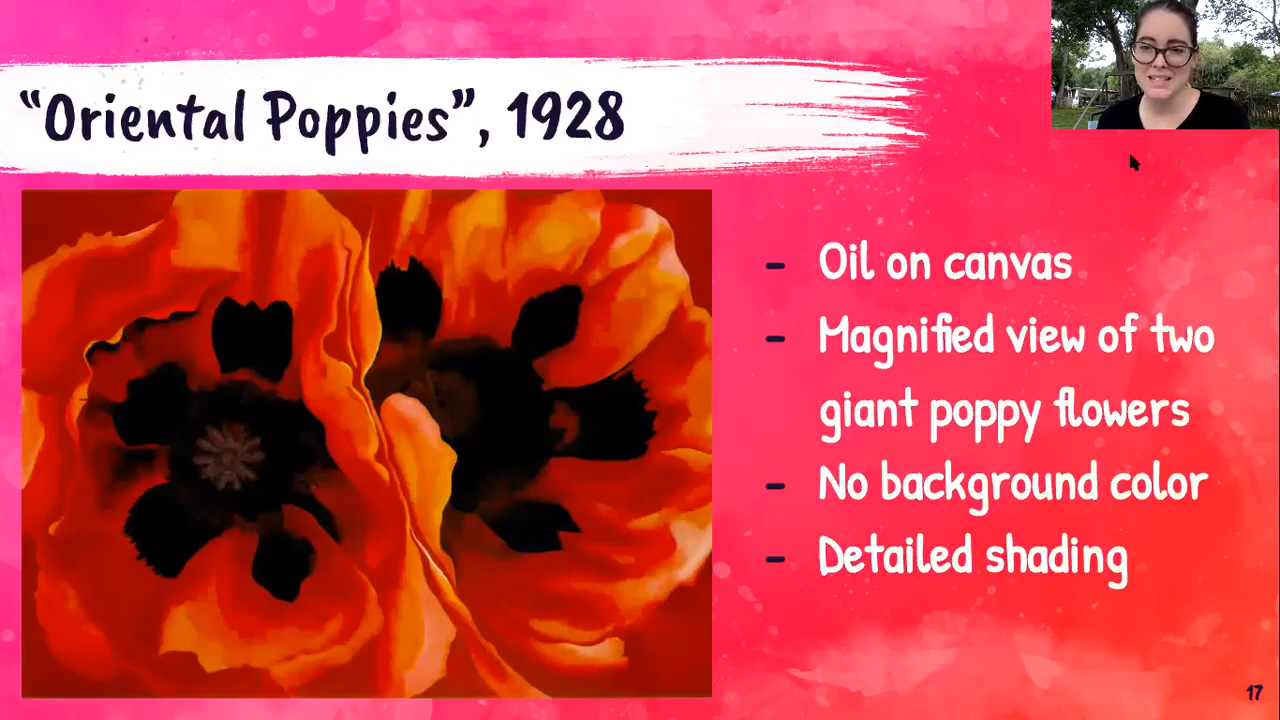 “Oriental Poppies”, 1928
- Oil on canvas
- Magnified view of two
giant poppy flowers
- No background color
- Detailed shading
17